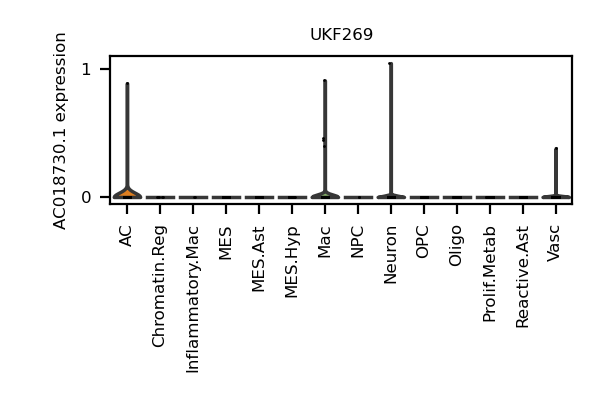 UKF269
AC018730.1 expression
1
0
AC
Chromatin.Reg
Inflammatory.Mac
MES
MES.Ast
MES.Hyp
Mac
NPC
Neuron
OPC
Oligo
Prolif.Metab
Reactive.Ast
Vasc